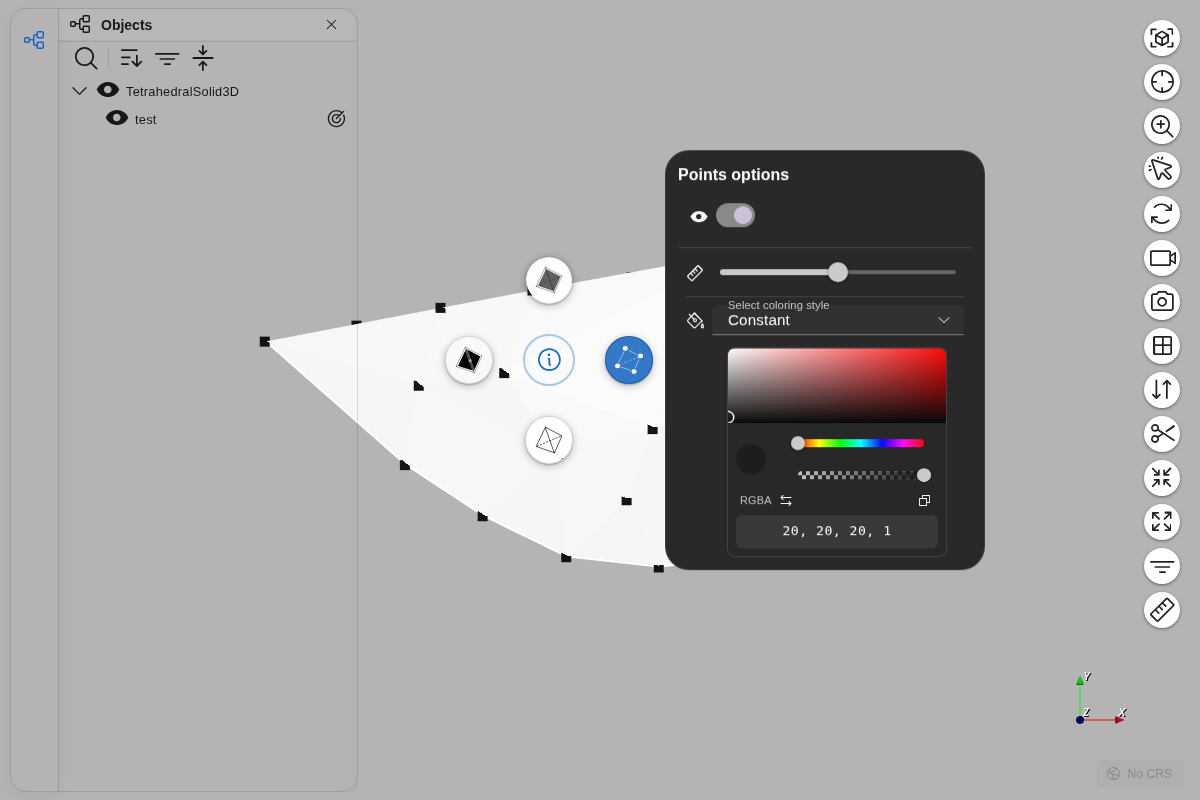 Objects
TetrahedralSolid3D
test
Points options
Select coloring style
Constant
RGBA
20, 20, 20, 1
Y
Z
X
No CRS